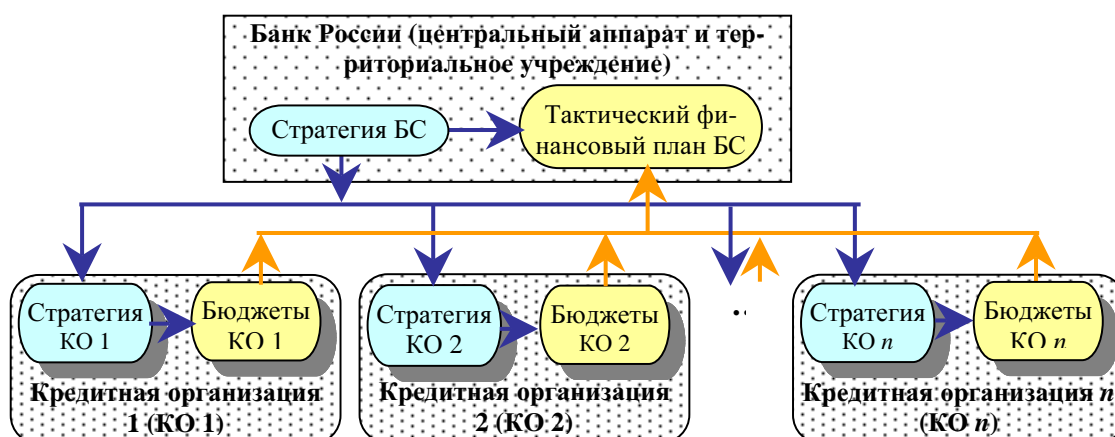 Банк России (центральный аппарат и тер-
риториальное учреждение)
Стратегия БС
Тактический фи-
нансовый план БС
Стратегия
КО 1
Бюджеты
КО 1
Кредитная организация
1 (КО 1)
Стратегия
КО 2
Бюджеты
КО 2
Кредитная организация
2 (КО 2)
..
Стратегия
КО n
Бюджеты
КО n
Кредитная организация n
(КО n)